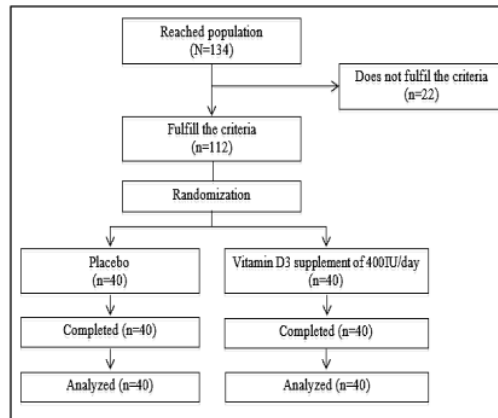 Reached population
(N=134)
Does not fulfil the criteria
(n=22)
Fulfill the criteria
(n=112)
Randomization
Placebo
(n=40)
Vitamin D3 supplement of 400IU/day
(n=40)
Completed (n=40)
Completed (n=40)
Analyzed (n=40)
Analyzed (n=40)